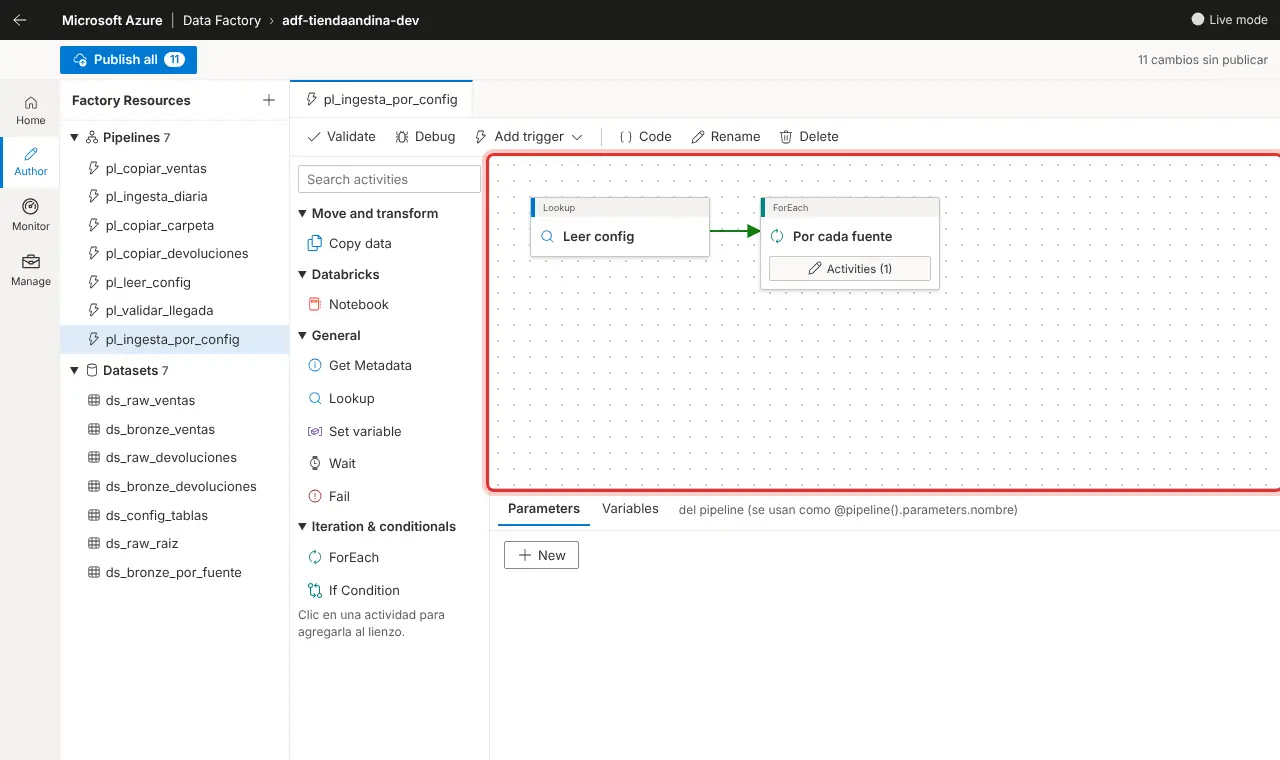 Microsoft Azure | Data Factory › adf-tiendaandina-dev
Live mode
Publish all 11
11 cambios sin publicar
Home
Author
Monitor
Manage
Factory Resources
Pipelines 7
pl_copiar_ventas
pl_ingesta_diaria
pl_copiar_carpeta
pl_copiar_devoluciones
pl_leer_config
pl_validar_llegada
pl_ingesta_por_config
Datasets 7
ds_raw_ventas
ds_bronze_ventas
ds_raw_devoluciones
ds_bronze_devoluciones
ds_config_tablas
ds_raw_raiz
ds_bronze_por_fuente
pl_ingesta_por_config
Validate
Debug
Add trigger
Code
Rename
Delete
Search activities
Move and transform
Copy data
Databricks
Notebook
General
Get Metadata
Lookup
Set variable
Wait
Fail
Iteration & conditionals
ForEach
If Condition
Clic en una actividad para
agregarla al lienzo.
Lookup
Leer config
ForEach
Por cada fuente
Activities (1)
Parameters
Variables
del pipeline (se usan como @pipeline().parameters.nombre)
New